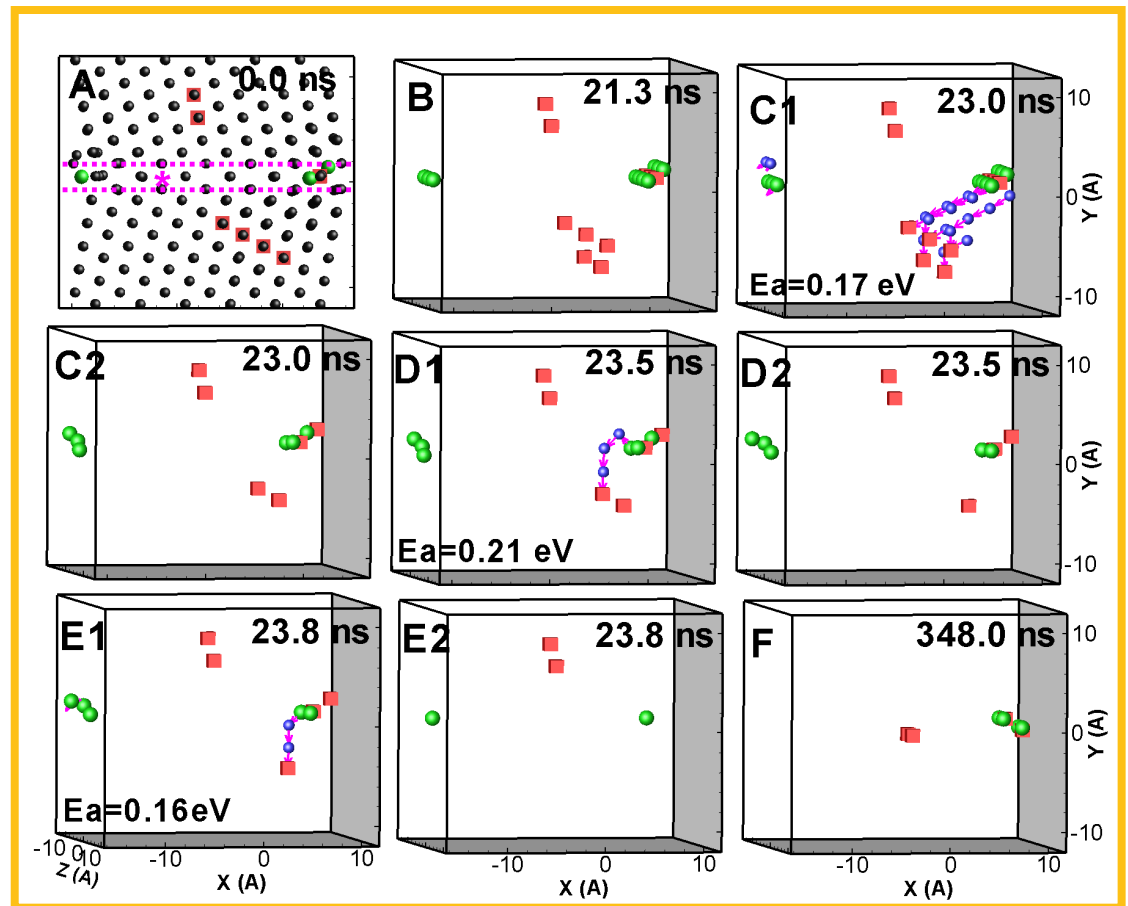 A 0.0 ns
B 21.3 ns
C1 23.0 ns
10
0
-10
Y (A)
Ea=0.17 eV
C2 23.0 ns
D1 23.5 ns
Ea=0.21 eV
D2 23.5 ns
10
0
-10
Y (A)
E1 23.8 ns
Ea=0.16eV
-10 0 10
Z (A)
-10 0 10
X (A)
E2 23.8 ns
-10 0 10
X (A)
F 348.0 ns
10
0
-10
Y (A)
-10 0 10
X (A)